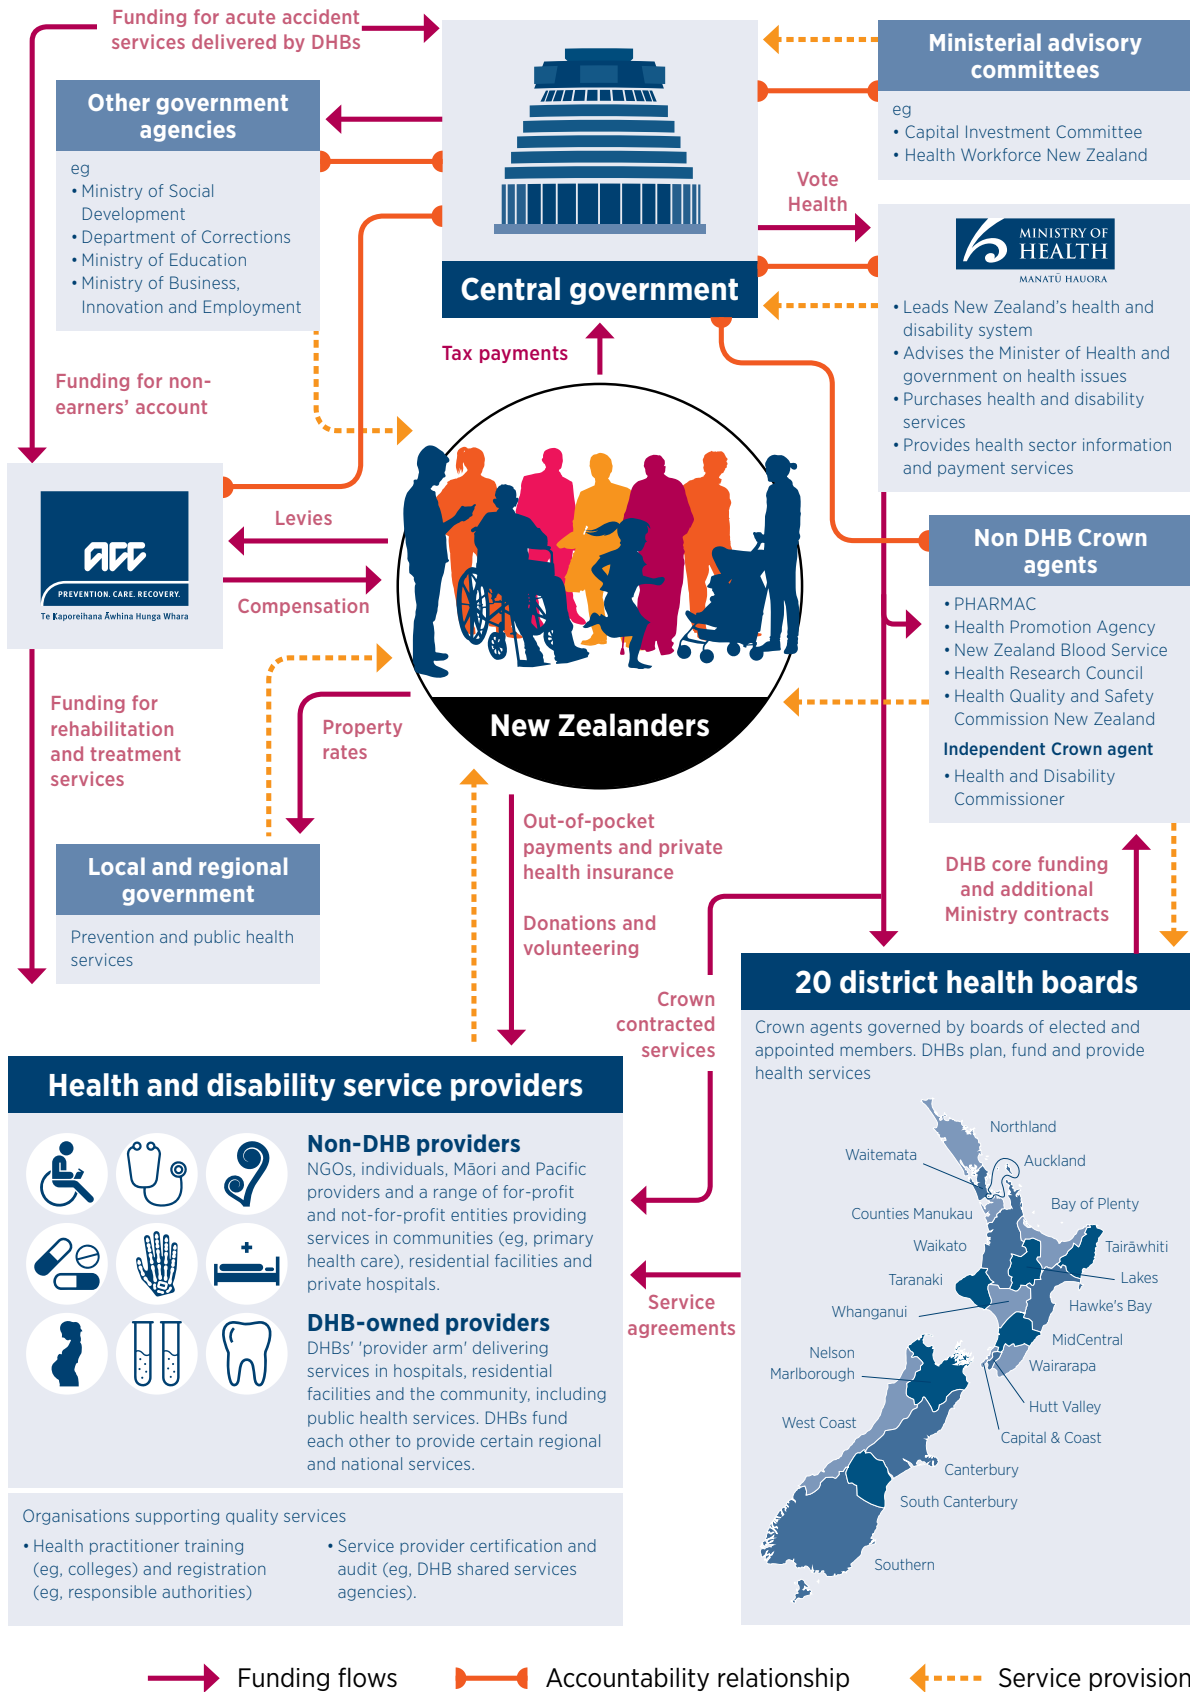 Funding for acute accident
services delivered by DHBs
Other government
agencies
eg
• Ministry of Social
Development
• Department of Corrections
• Ministry of Education
• Ministry of Business,
Innovation and Employment
Central government
Ministerial advisory
committees
eg
• Capital Investment Committee
• Health Workforce New Zealand
Vote
Health
MINISTRY OF
HEALTH
MANATŪ HAUORA
• Leads New Zealand's health and
disability system
• Advises the Minister of Health and
government on health issues
• Purchases health and disability
services
• Provides health sector information
and payment services
Tax payments
Funding for non-
earners' account
ACC
PREVENTION. CARE. RECOVERY.
Te Kaporeihana Āwhina Hunga Whara
Levies
Compensation
New Zealanders
Non DHB Crown
agents
• PHARMAC
• Health Promotion Agency
• New Zealand Blood Service
• Health Research Council
• Health Quality and Safety
Commission New Zealand
Independent Crown agent
• Health and Disability
Commissioner
Funding for
rehabilitation
and treatment
services
Property
rates
Local and regional
government
Prevention and public health
services
Out-of-pocket
payments and private
health insurance
Donations and
volunteering
DHB core funding
and additional
Ministry contracts
Crown
contracted
services
20 district health boards
Crown agents governed by boards of elected and
appointed members. DHBs plan, fund and provide
health services
Northland
Waitemata
Auckland
Bay of Plenty
Counties Manukau
Waikato
Tairāwhiti
Taranaki
Lakes
Whanganui
Hawke's Bay
MidCentral
Nelson
Marlborough
Wairarapa
Hutt Valley
West Coast
Capital & Coast
Canterbury
South Canterbury
Southern
Health and disability service providers
Non-DHB providers
NGOs, individuals, Māori and Pacific
providers and a range of for-profit
and not-for-profit entities providing
services in communities (eg, primary
health care), residential facilities and
private hospitals.
DHB-owned providers
DHBs' 'provider arm' delivering
services in hospitals, residential
facilities and the community, including
public health services. DHBs fund
each other to provide certain regional
and national services.
Service
agreements
Organisations supporting quality services
• Health practitioner training
(eg, colleges) and registration
(eg, responsible authorities)
• Service provider certification and
audit (eg, DHB shared services
agencies).
Funding flows
Accountability relationship
Service provision